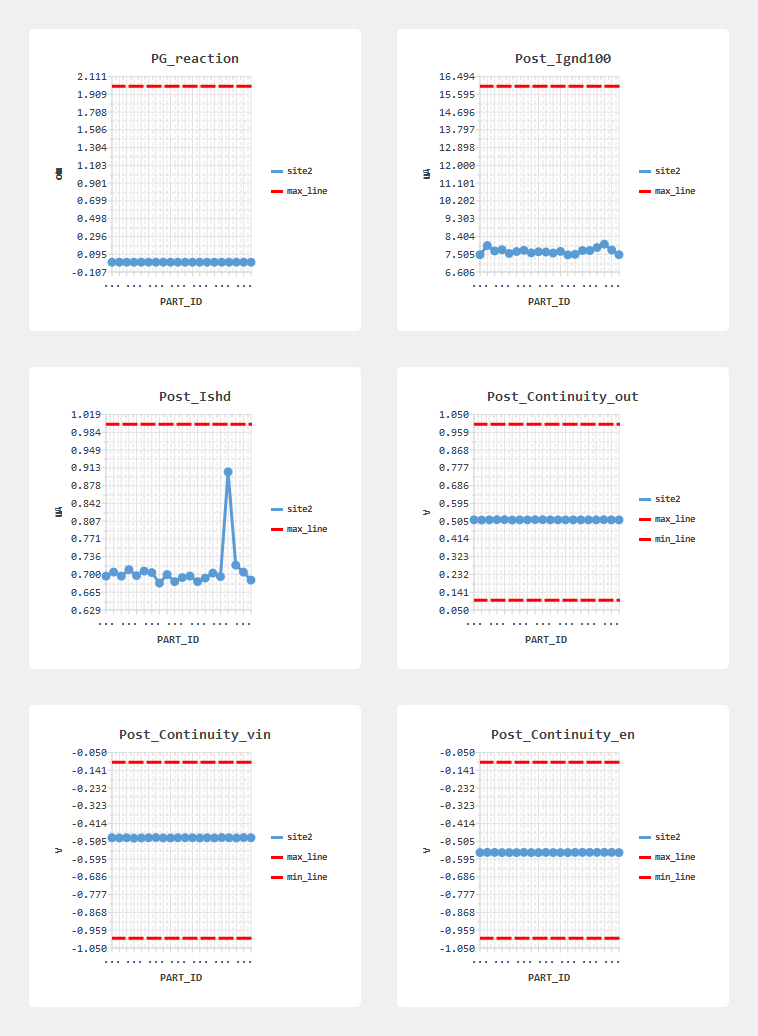 PG_reaction
2.111
1.909
1.708
1.506
1.304
1.103
0.901
0.699
0.498
0.296
0.095
-0.107
site2
max_line
... ... ... ... ... ... ...
PART_ID
Post_Ignd100
16.494
15.595
14.696
13.797
12.898
12.000
11.101
10.202
9.303
8.404
7.505
6.606
site2
max_line
... ... ... ... ... ... ...
PART_ID
Post_Ishd
1.019
0.984
0.949
0.913
0.878
0.842
0.807
0.771
0.736
0.700
0.665
0.629
site2
max_line
... ... ... ... ... ...
PART_ID
Post_Continuity_out
1.050
0.959
0.868
0.777
0.686
0.595
0.505
0.414
0.323
0.232
0.141
0.050
V
site2
max_line
min_line
... ... ... ... ... ... ...
PART_ID
Post_Continuity_vin
-0.050
-0.141
-0.232
-0.323
-0.414
-0.505
-0.595
-0.686
-0.777
-0.868
-0.959
-1.050
V
site2
max_line
min_line
... ... ... ... ... ... ...
PART_ID
Post_Continuity_en
-0.050
-0.141
-0.232
-0.323
-0.414
-0.505
-0.595
-0.686
-0.777
-0.868
-0.959
-1.050
V
site2
max_line
min_line
... ... ... ... ... ... ...
PART_ID